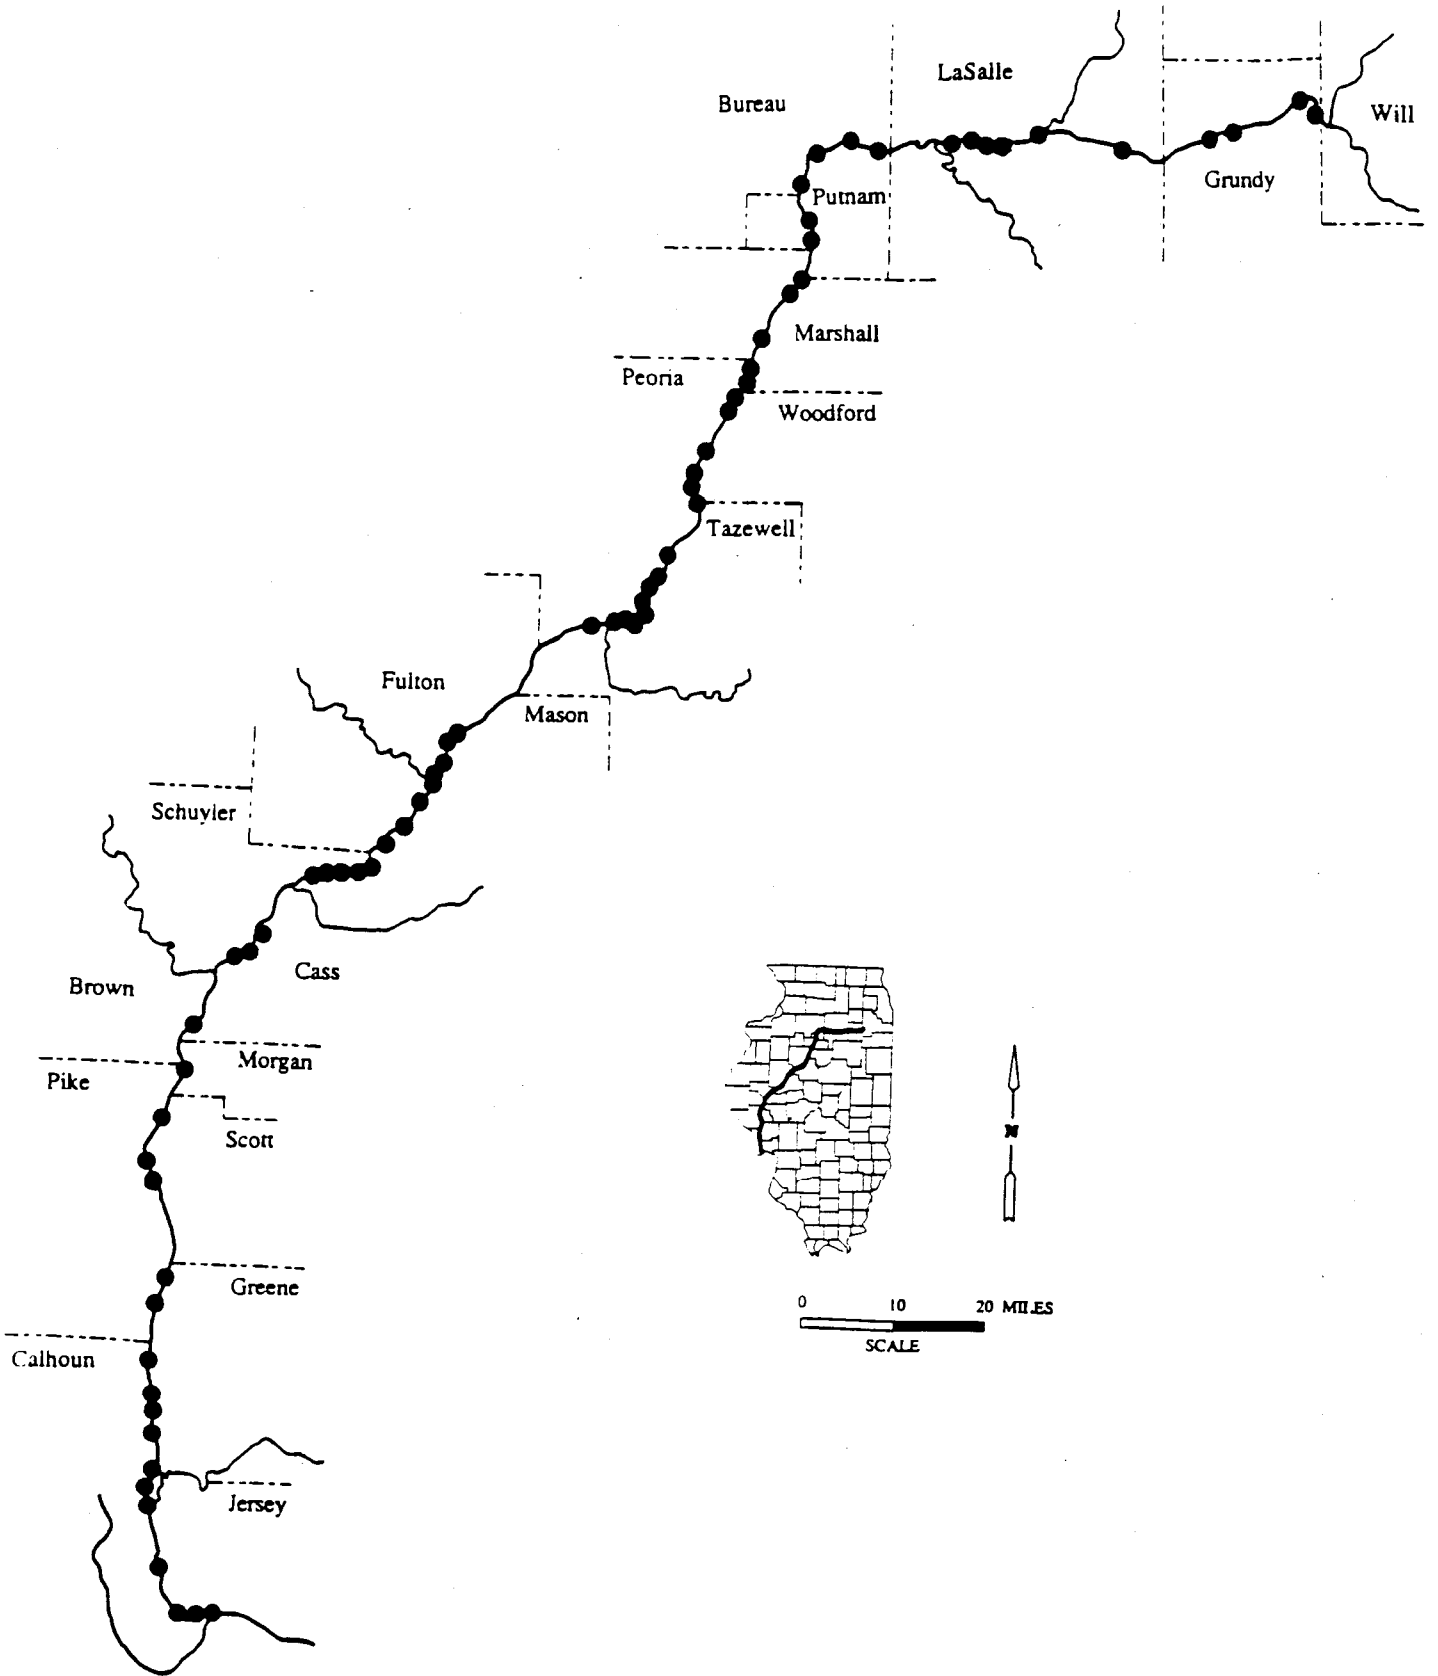 LaSalle
Bureau
Will
Grundy
Putnam
Marshall
Peoria
Woodford
Tazewell
Fulton
Mason
Schuyler
Cass
Brown
Morgan
Pike
Scott
Greene
Calhoun
Jersey
N
0 10 20 MILES
SCALE